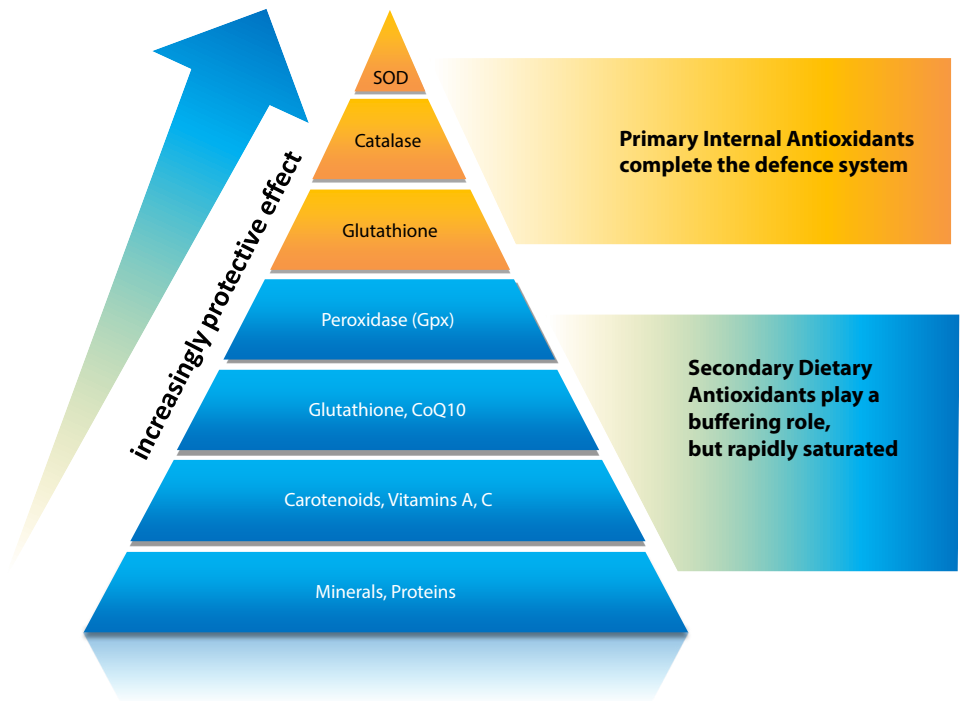 SOD
Catalase
Glutathione
Peroxidase (Gpx)
Glutathione, CoQ10
Carotenoids, Vitamins A, C
Minerals, Proteins
increasingly protective effect
Primary Internal Antioxidants
complete the defence system
Secondary Dietary
Antioxidants play a
buffering role,
but rapidly saturated